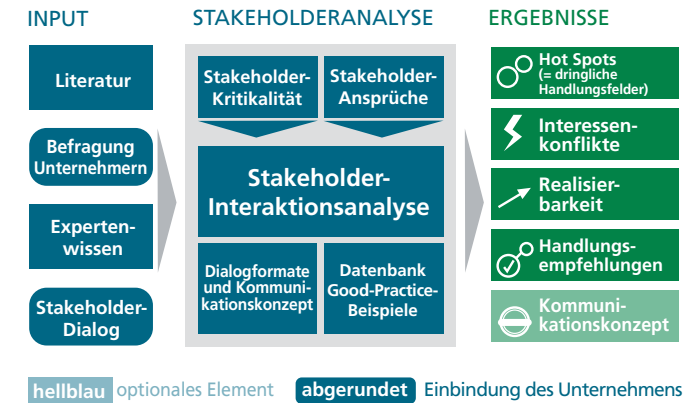 INPUT
Literatur
Befragung
Unternehmern
Experten-
wissen
Stakeholder-
Dialog
STAKEHOLDERANALYSE
Stakeholder-
Kritikalität
Stakeholder-
Ansprüche
Stakeholder-
Interaktionsanalyse
Dialogformate
und Kommuni-
kationskonzept
Datenbank
Good-Practice-
Beispiele
ERGEBNISSE
Hot Spots
(= dringliche
Handlungsfelder)
Interessen-
konflikte
Realisier-
barkeit
Handlungs-
empfehlungen
Kommuni-
kationskonzept
hellblau optionales Element
abgerundet Einbindung des Unternehmens